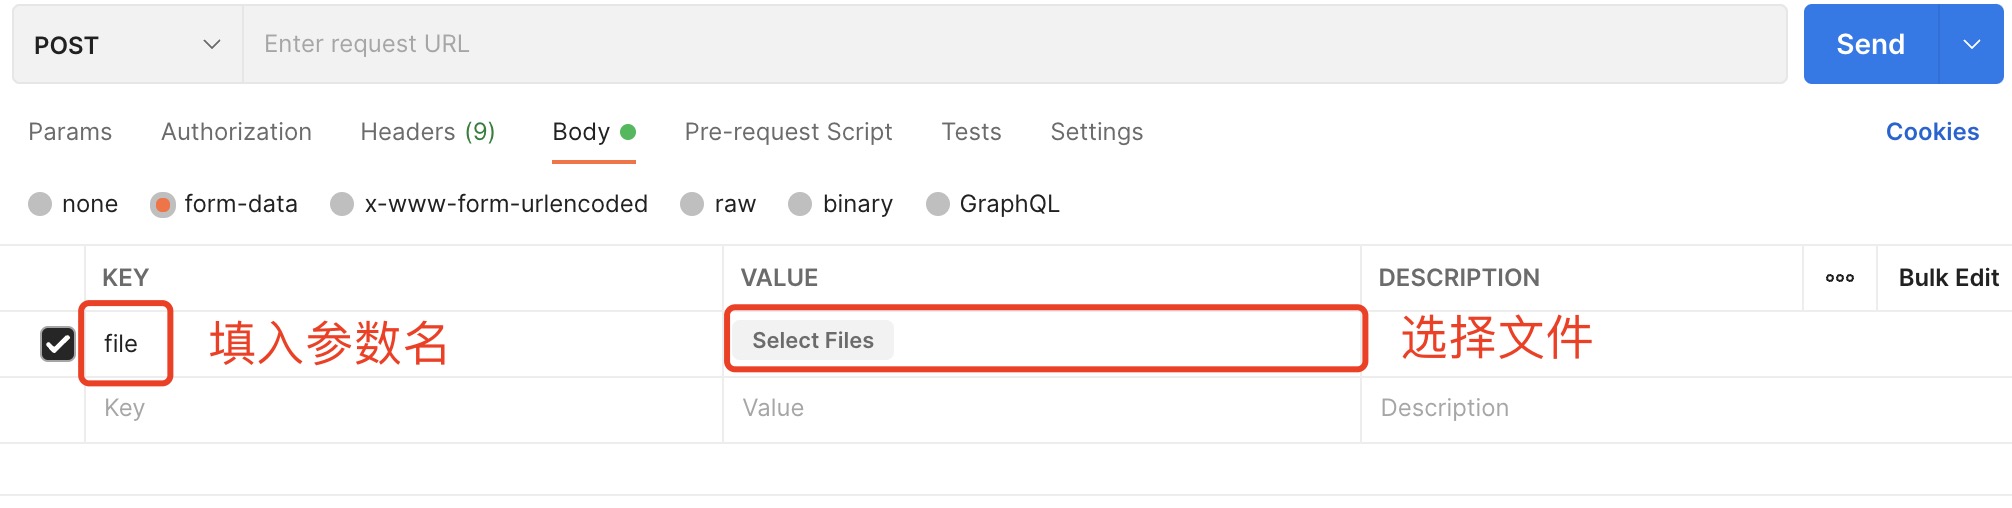 POST Enter request URL Send
Params Authorization Headers (9) Body Pre-request Script Tests Settings Cookies
none form-data x-www-form-urlencoded raw binary GraphQL
KEY VALUE DESCRIPTION ooo Bulk Edit
file 填入参数名 Select Files 选择文件
Key Value Description